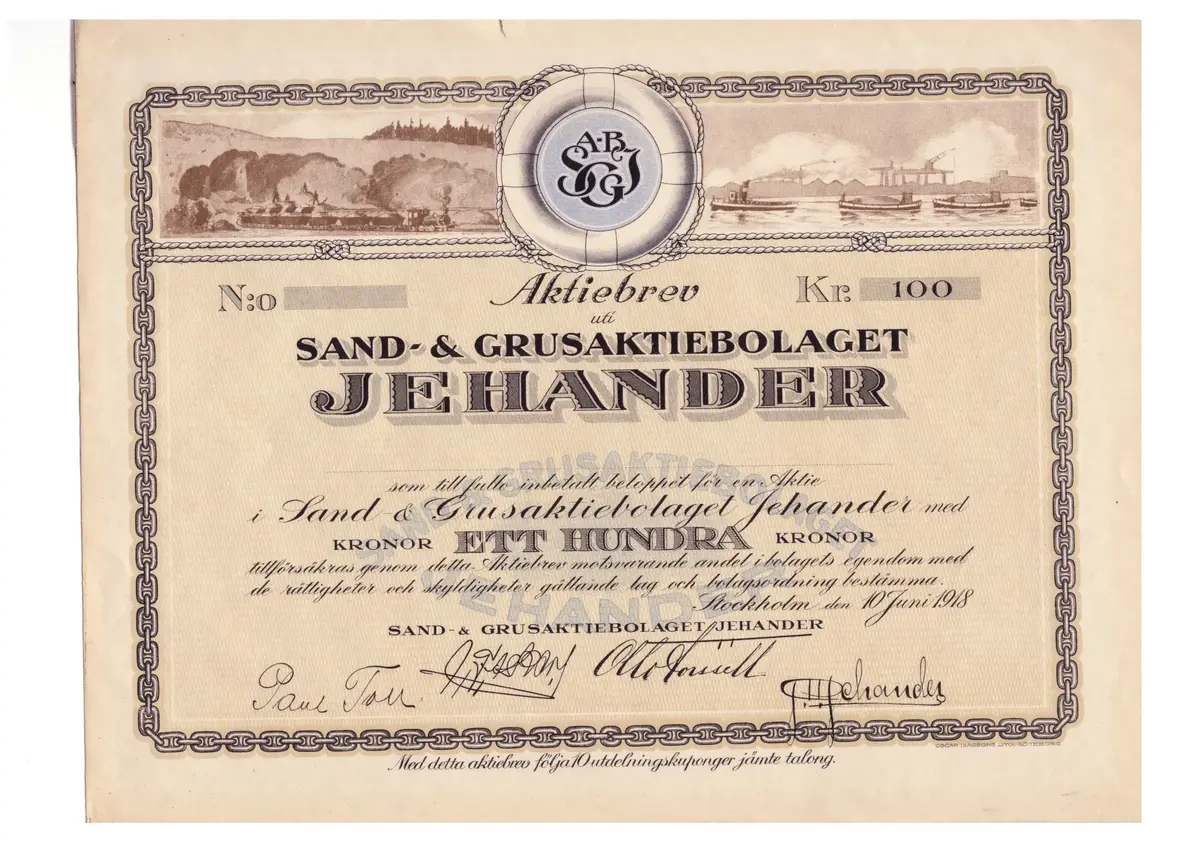 A·B
SGJ
N:o
Aktiebrev
Kr. 100
uti
SAND- & GRUSAKTIEBOLAGET
JEHANDER
som till fullo inbetalt beloppet för en Aktie
i Sand & Grusaktiebolaget Jehander med
KRONOR ETT HUNDRA KRONOR
tillförsäkras genom detta Aktiebrev motsvarande andel i bolagets egendom med
de rättigheter och skyldigheter gällande lag och bolagsordning bestämma.
Stockholm den 10 Juni 1918
SAND- & GRUSAKTIEBOLAGET JEHANDER
Paul Toll Otto Jehander
Med detta aktiebrev följa 10 utdelningskuponger jämte talong.